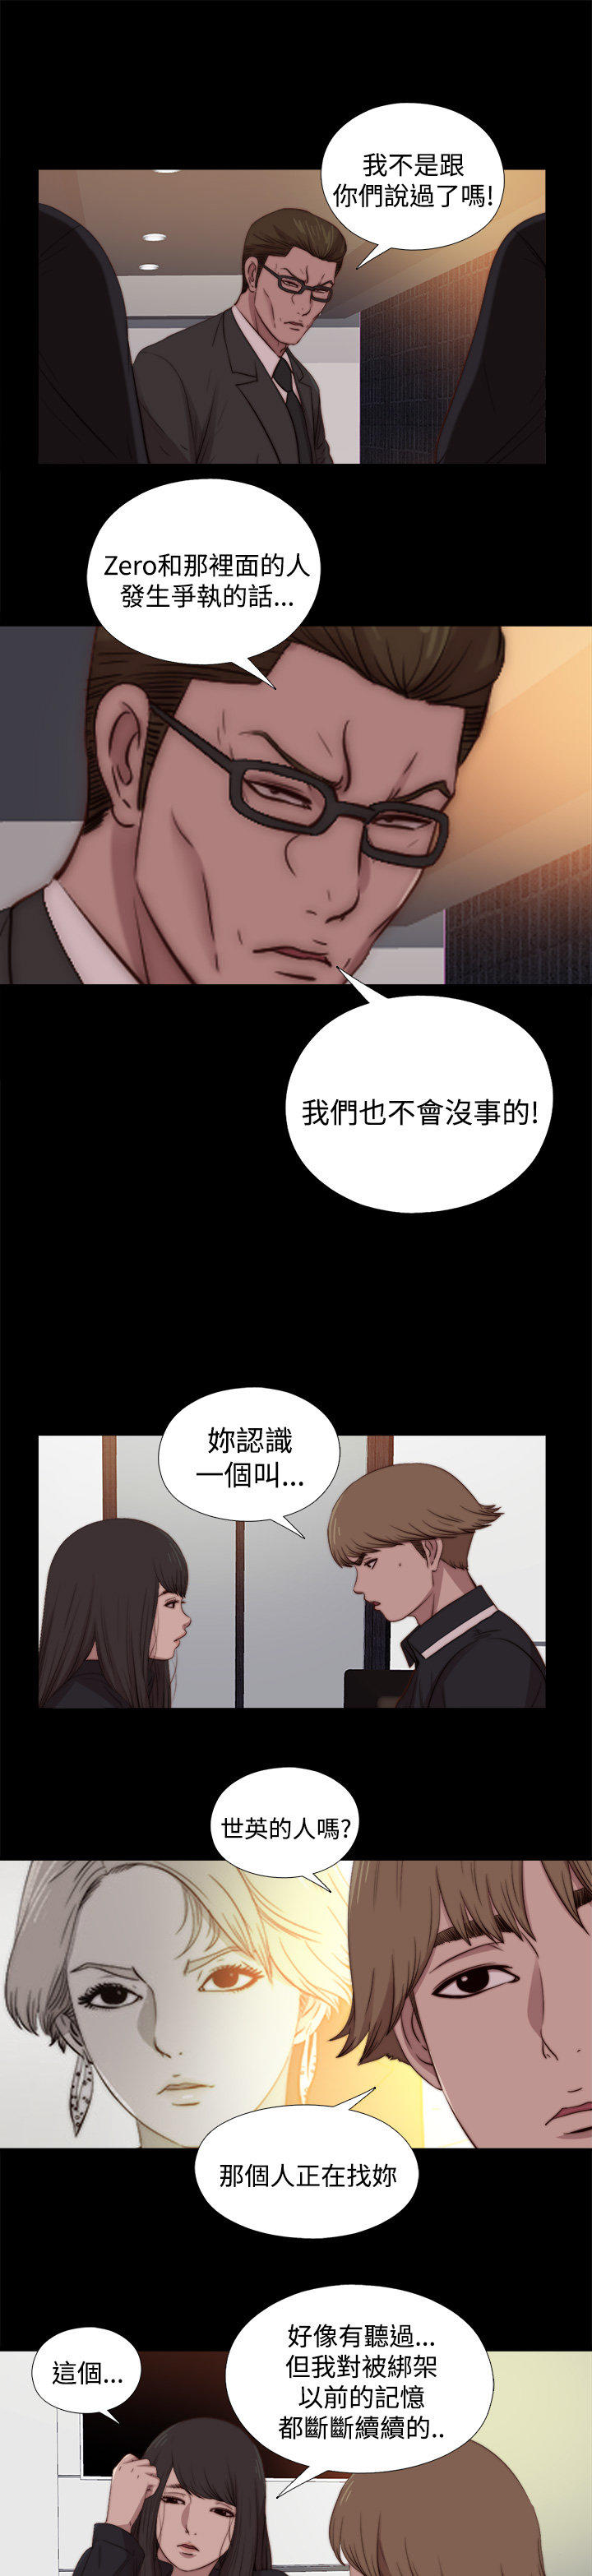 我不是跟
你們說過了嗎!
Zero和那裡面的人
發生爭執的話...
我們也不會沒事的!
妳認識
一個叫...
世英的人嗎?
那個人正在找妳
這個...
好像有聽過...
但我對被綁架
以前的記憶
都斷斷續續的..